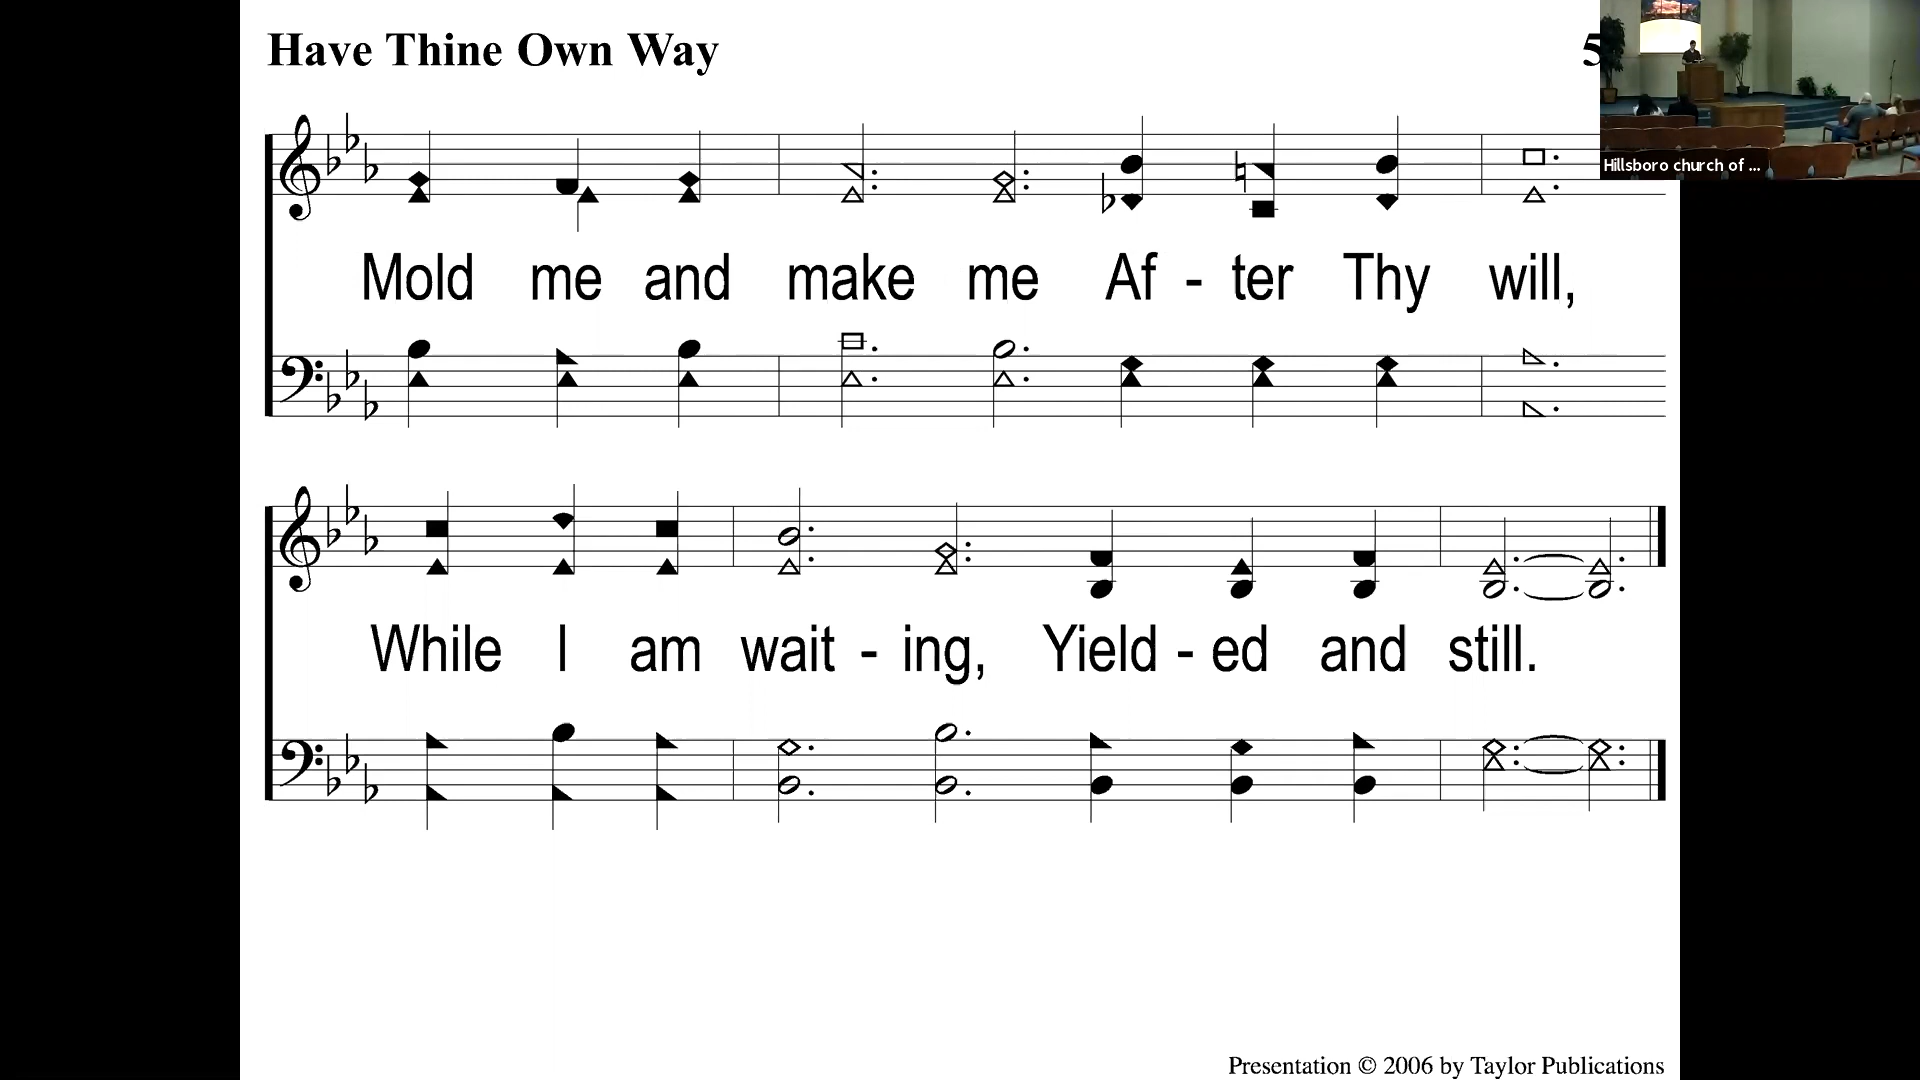 Have Thine Own Way
5
Hillsboro church of ...
Mold me and make me Af - ter Thy will,
While I am wait - ing, Yield - ed and still.
Presentation © 2006 by Taylor Publications